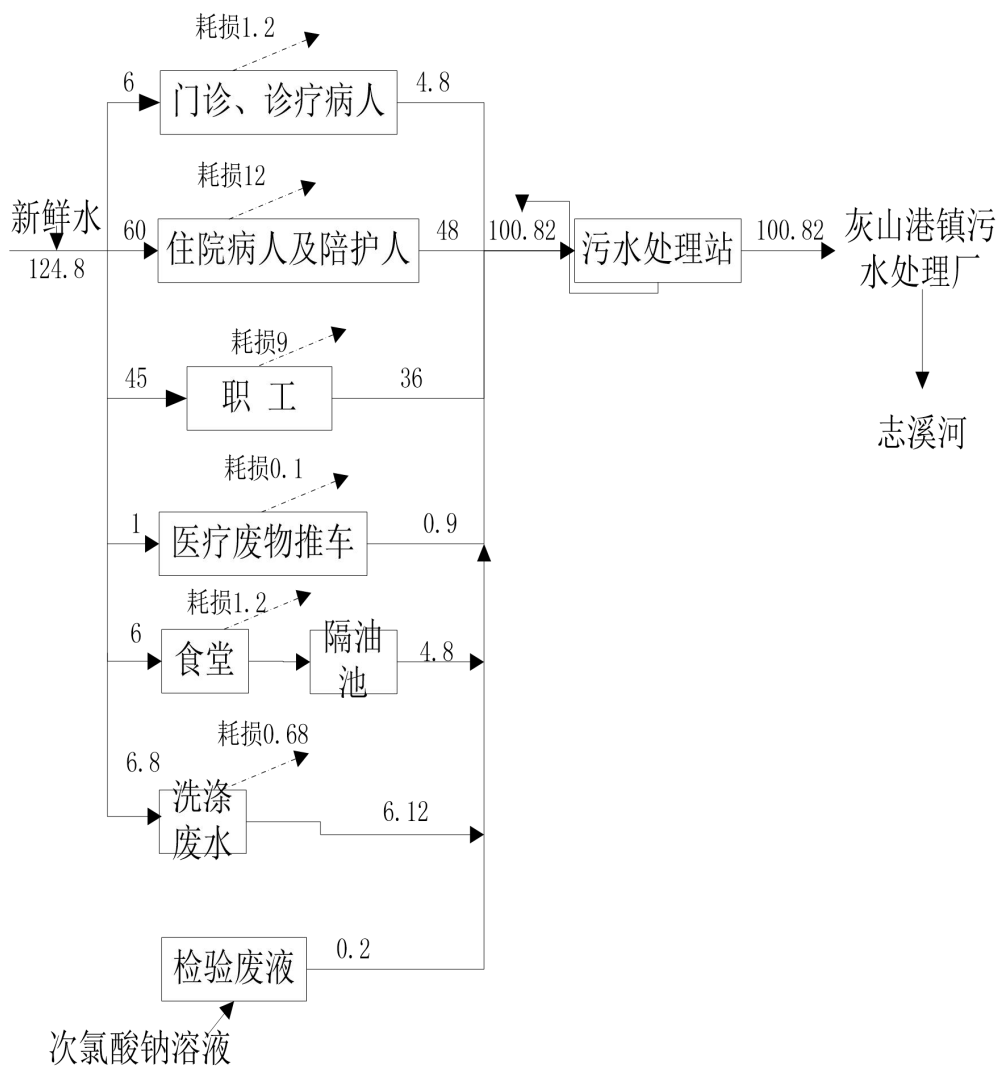 耗损1.2
6
门诊、诊疗病人
4.8
耗损12
新鲜水
124.8
60
住院病人及陪护人
48
100.82
污水处理站
100.82
灰山港镇污
水处理厂
志溪河
耗损9
45
职 工
36
耗损0.1
1
医疗废物推车
0.9
耗损1.2
6
食堂
隔油
池
4.8
耗损0.68
6.8
洗涤
废水
6.12
检验废液
0.2
次氯酸钠溶液